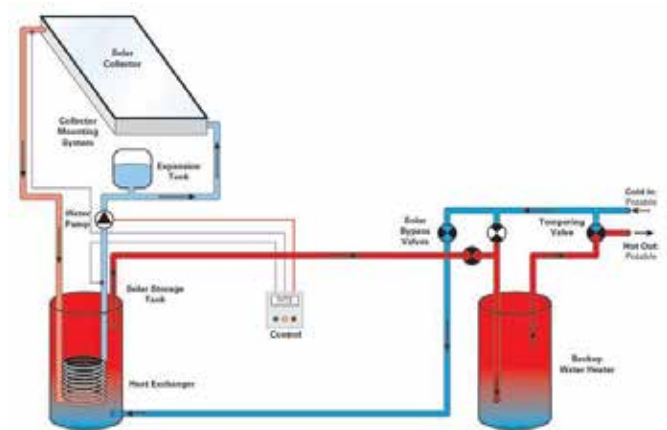 Solar
Collector
Collector
Mounting
System
Expansion
Tank
Water
Pump
Solar
Bypass
Valves
Tempering
Valve
Cold In:
Potable
Hot Out:
Potable
Solar Storage
Tank
Control
Heat Exchanger
Backup
Water Heater